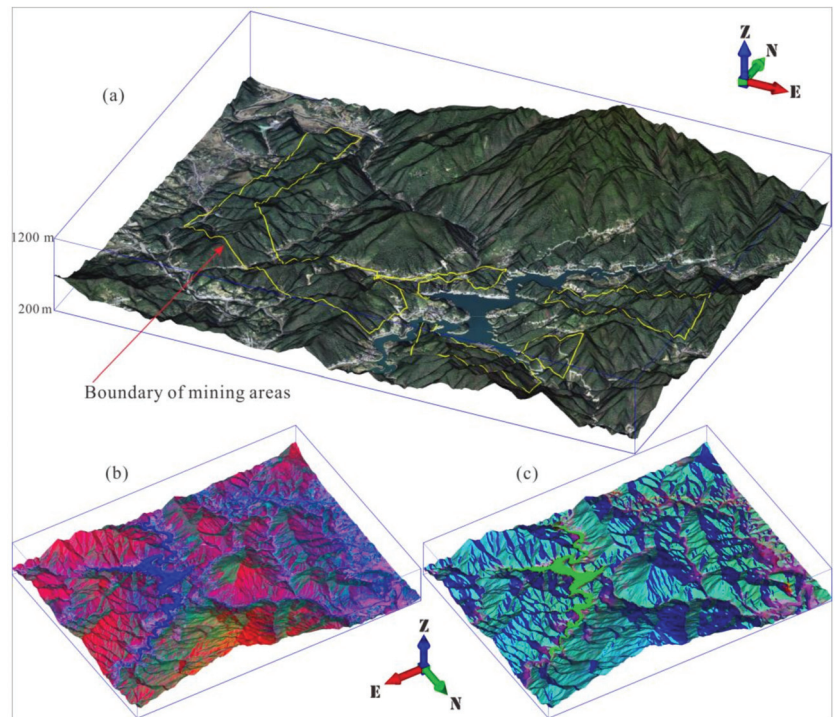 (a)
Z
N
E
1200 m
200 m
Boundary of mining areas
(b)
(c)
Z
E
N